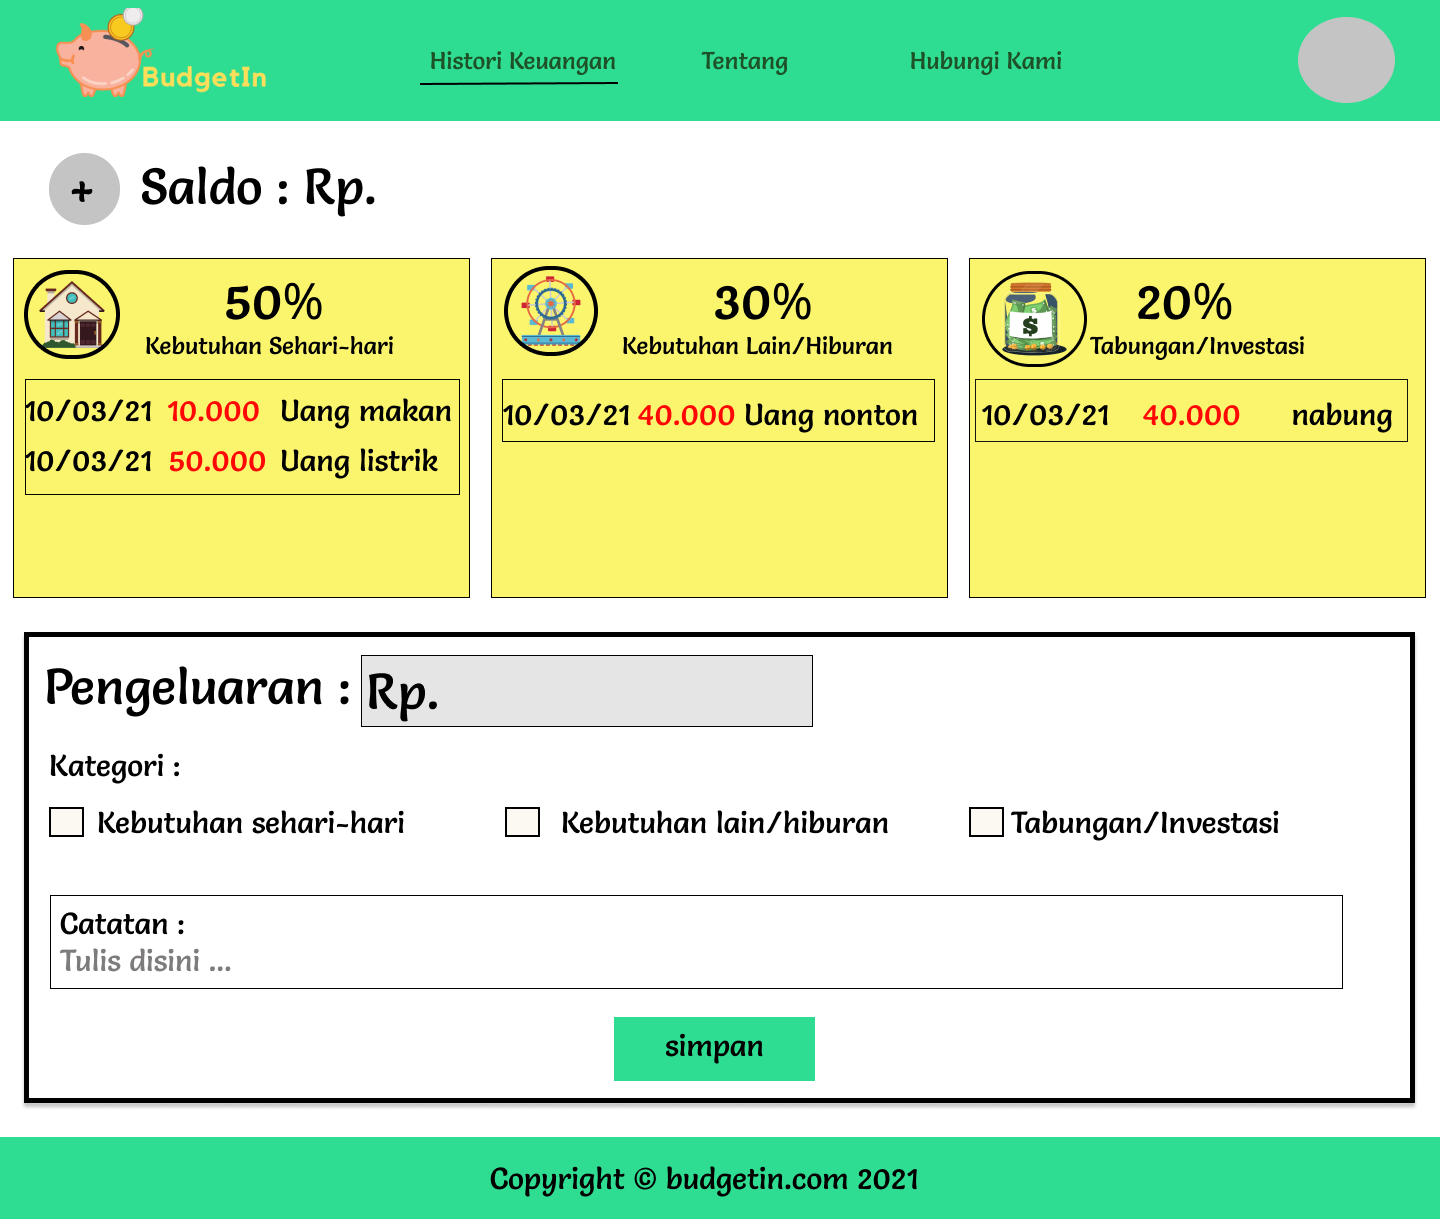 BudgetIn
Histori Keuangan Tentang Hubungi Kami
+ Saldo : Rp.
50%
Kebutuhan Sehari-hari
10/03/21 10.000 Uang makan
10/03/21 50.000 Uang listrik
30%
Kebutuhan Lain/Hiburan
10/03/21 40.000 Uang nonton
$
20%
Tabungan/Investasi
10/03/21 40.000 nabung
Pengeluaran : Rp.
Kategori :
Kebutuhan sehari-hari Kebutuhan lain/hiburan Tabungan/Investasi
Catatan :
Tulis disini ...
simpan
Copyright © budgetin.com 2021